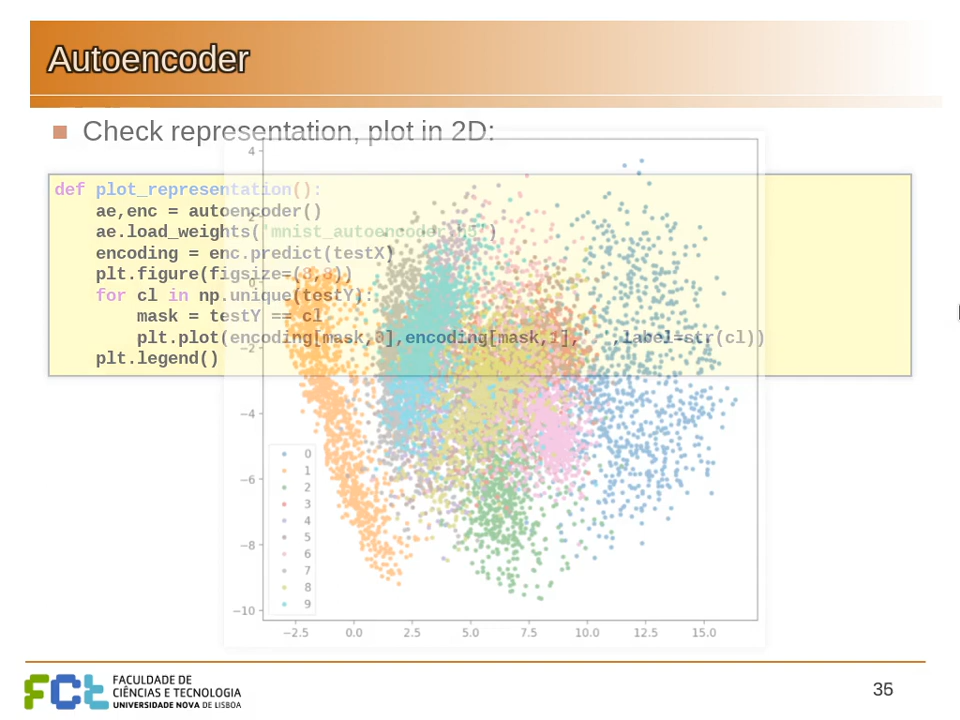 Autoencoder
Check representation, plot in 2D:
def plot_representation():
    ae,enc = autoencoder()
    ae.load_weights('mnist_autoencoder.h5')
    encoding = enc.predict(testX)
    plt.figure(figsize=(8,8))
    for cl in np.unique(testY):
        mask = testY == cl
        plt.plot(encoding[mask,0],encoding[mask,1], ,label=str(cl))
    plt.legend()
4
2
0
−2
−4
−6
−8
−10
0
1
2
3
4
5
6
7
8
9
−2.5 0.0 2.5 5.0 7.5 10.0 12.5 15.0
FCt FACULDADE DE
CIÊNCIAS E TECNOLOGIA
UNIVERSIDADE NOVA DE LISBOA
35